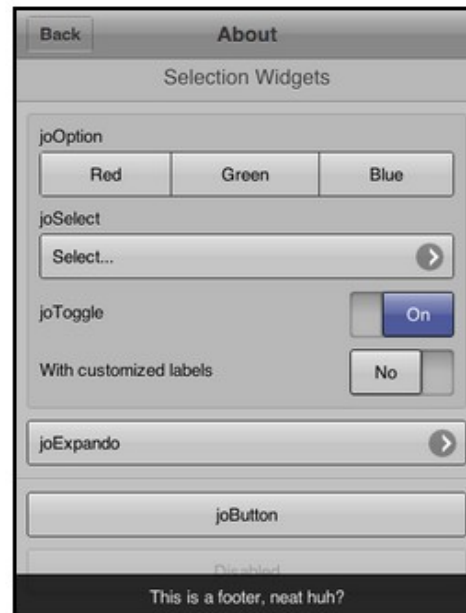 Back About
Selection Widgets
joOption
Red Green Blue
joSelect
Select...
joToggle On
With customized labels No
joExpando
joButton
Disabled
This is a footer, neat huh?